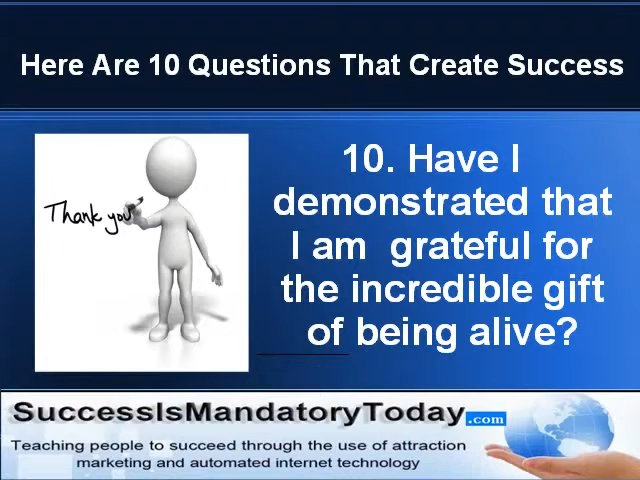 Here Are 10 Questions That Create Success
Thank you
10. Have I
demonstrated that
I am  grateful for
the incredible gift
of being alive?
SuccessIsMandatoryToday.com
Teaching people to succeed through the use of attraction
marketing and automated internet technology